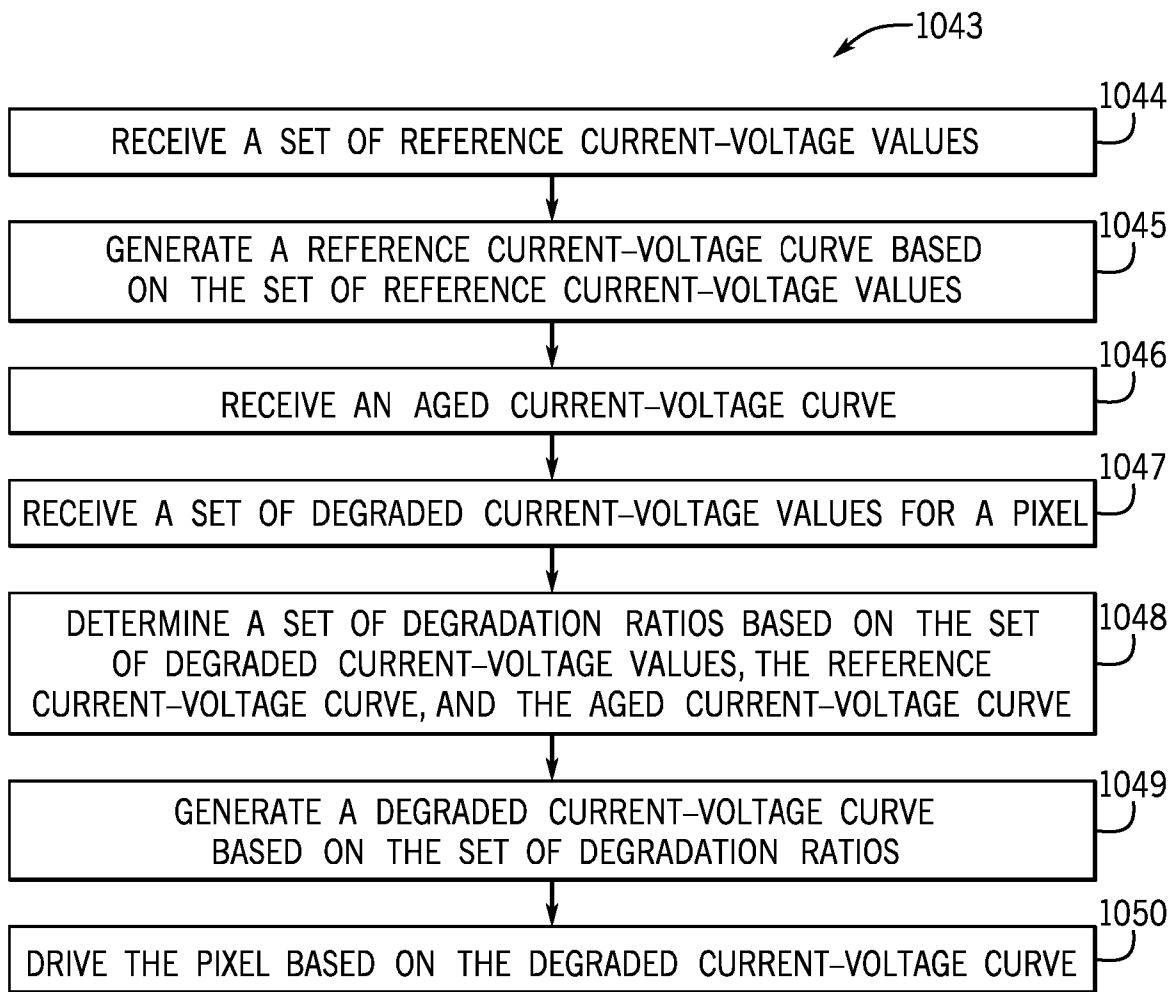 1043
1044
RECEIVE A SET OF REFERENCE CURRENT–VOLTAGE VALUES
1045
GENERATE A REFERENCE CURRENT–VOLTAGE CURVE BASED
ON THE SET OF REFERENCE CURRENT–VOLTAGE VALUES
1046
RECEIVE AN AGED CURRENT–VOLTAGE CURVE
1047
RECEIVE A SET OF DEGRADED CURRENT–VOLTAGE VALUES FOR A PIXEL
1048
DETERMINE A SET OF DEGRADATION RATIOS BASED ON THE SET
OF DEGRADED CURRENT–VOLTAGE VALUES, THE REFERENCE
CURRENT–VOLTAGE CURVE, AND THE AGED CURRENT–VOLTAGE CURVE
1049
GENERATE A DEGRADED CURRENT–VOLTAGE CURVE
BASED ON THE SET OF DEGRADATION RATIOS
1050
DRIVE THE PIXEL BASED ON THE DEGRADED CURRENT–VOLTAGE CURVE